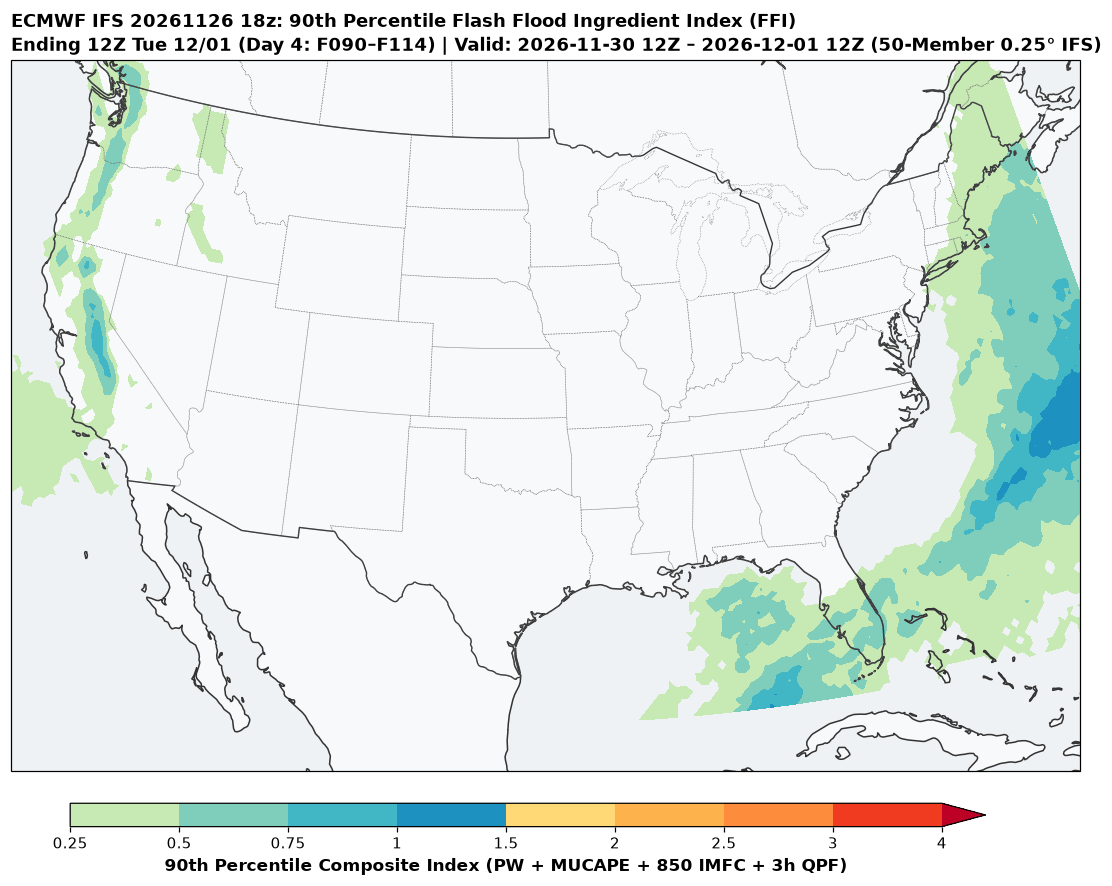 ECMWF IFS 20261126 18z: 90th Percentile Flash Flood Ingredient Index (FFI)
Ending 12Z Tue 12/01 (Day 4: F090–F114) | Valid: 2026-11-30 12Z – 2026-12-01 12Z (50-Member 0.25° IFS)
0.25 0.5 0.75 1 1.5 2 2.5 3 4
90th Percentile Composite Index (PW + MUCAPE + 850 IMFC + 3h QPF)